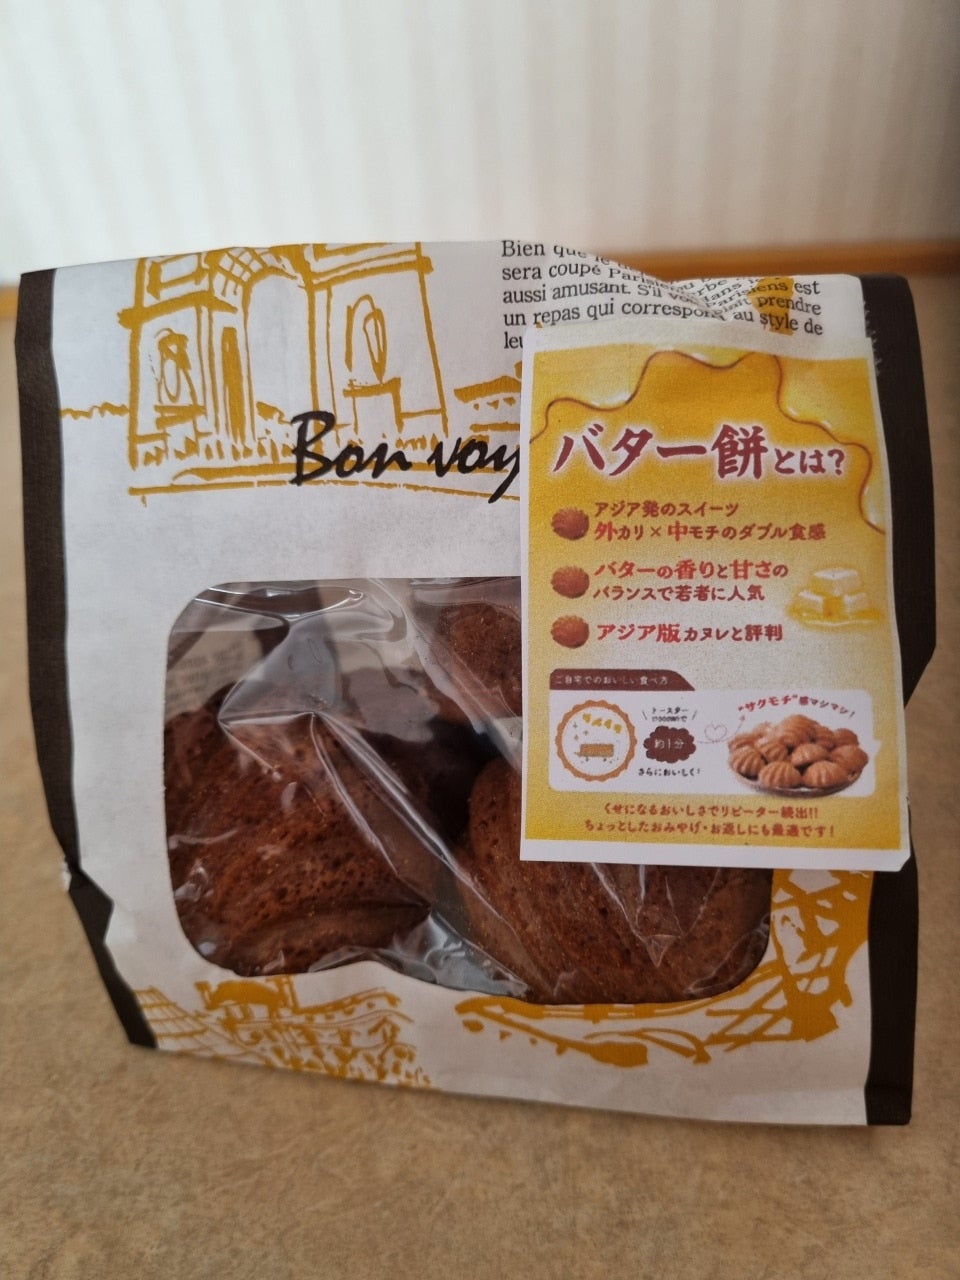 Bien que le
sera coupé Parisien
aussi amusant. S'il
Parisiens est
prendre
un repas qui correspon
au style de
Bon voy
バター餅とは?
アジア発のスイーツ
外カリ×中モチのダブル食感
バターの香りと甘さの
バランスで若者に人気
アジア版カヌレと評判
ご自宅でのおいしい食べ方
トースター
約1分
さらにおいしく!
"サクモチ"感マシマシ!
くせになるおいしさでリピーター続出!!
ちょっとしたおみやげ・お返しにも最適です!